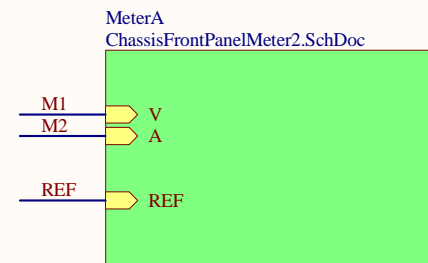 MeterA
ChassisFrontPanelMeter2.SchDoc
M1 V
M2 A
REF REF